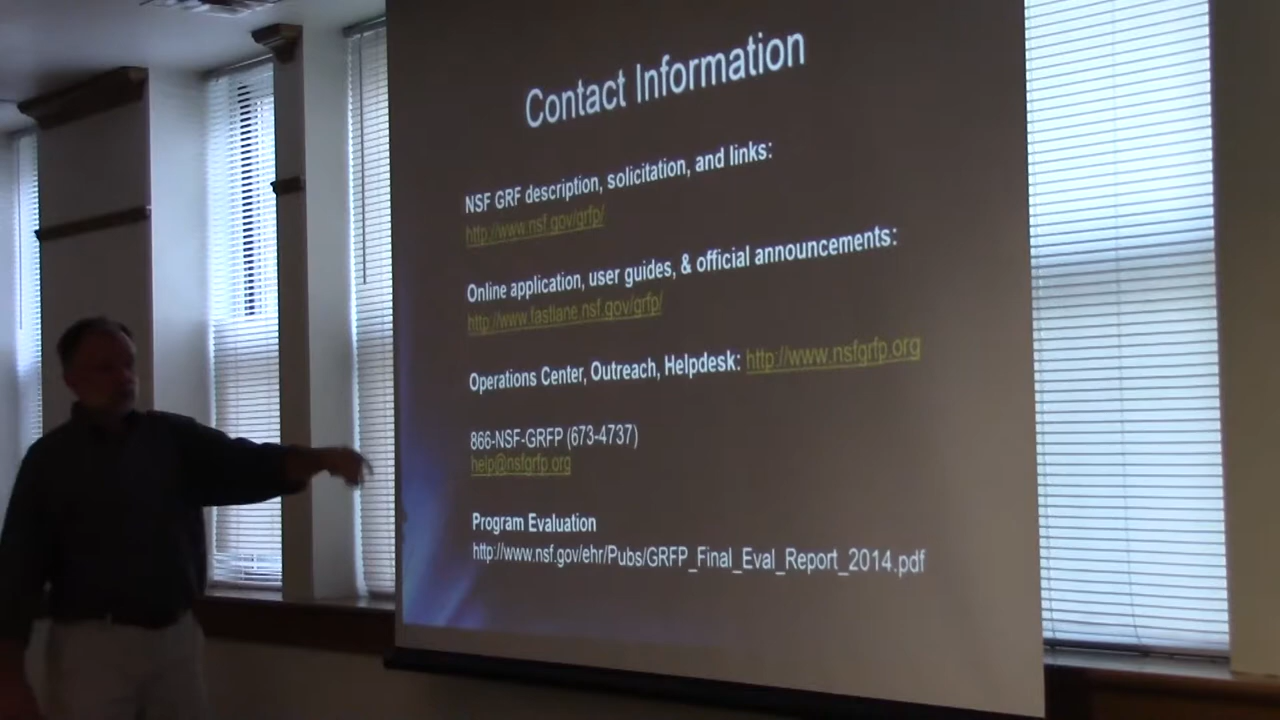 Contact Information
NSF GRF description, solicitation, and links:
http://www.nsf.gov/grfp/
Online application, user guides, & official announcements:
http://www.fastlane.nsf.gov/grfp/
Operations Center, Outreach, Helpdesk: http://www.nsfgrfp.org
866-NSF-GRFP (673-4737)
help@nsfgrfp.org
Program Evaluation
http://www.nsf.gov/ehr/Pubs/GRFP_Final_Eval_Report_2014.pdf